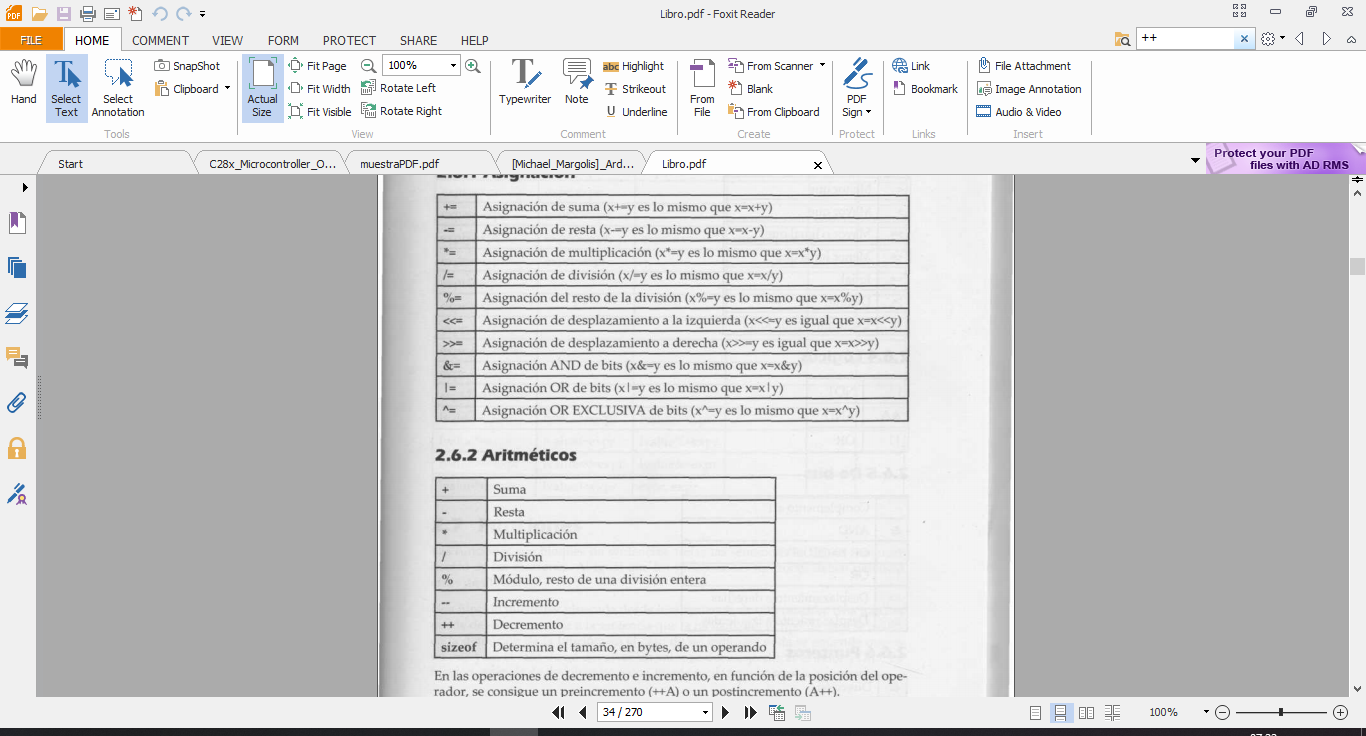 Libro.pdf - Foxit Reader
FILE HOME COMMENT VIEW FORM PROTECT SHARE HELP ++
Hand
Select Text
Select Annotation
SnapShot
Clipboard
Tools
Actual Size
Fit Page
Fit Width
Fit Visible
100%
Rotate Left
Rotate Right
View
Typewriter
Note
Highlight
Strikeout
Underline
Comment
From File
From Scanner
Blank
From Clipboard
Create
PDF Sign
Protect
Link
Bookmark
Links
File Attachment
Image Annotation
Audio & Video
Insert
Start C28x_Microcontroller_O... muestraPDF.pdf [Michael_Margolis]_Ard... Libro.pdf
Protect your PDF
files with AD RMS
2.6.1 Asignación
+= Asignación de suma (x+=y es lo mismo que x=x+y)
-= Asignación de resta (x-=y es lo mismo que x=x-y)
*= Asignación de multiplicación (x*=y es lo mismo que x=x*y)
/= Asignación de división (x/=y es lo mismo que x=x/y)
%= Asignación del resto de la división (x%=y es lo mismo que x=x%y)
<<= Asignación de desplazamiento a la izquierda (x<<=y es igual que x=x<<y)
>>= Asignación de desplazamiento a derecha (x>>=y es igual que x=x>>y)
&= Asignación AND de bits (x&=y es lo mismo que x=x&y)
|= Asignación OR de bits (x|=y es lo mismo que x=x|y)
^= Asignación OR EXCLUSIVA de bits (x^=y es lo mismo que x=x^y)
2.6.2 Aritméticos
+ Suma
- Resta
* Multiplicación
/ División
% Módulo, resto de una división entera
-- Incremento
++ Decremento
sizeof Determina el tamaño, en bytes, de un operando
En las operaciones de decremento e incremento, en función de la posición del ope-
rador, se consigue un preincremento (++A) o un postincremento (A++).
34 / 270
100%